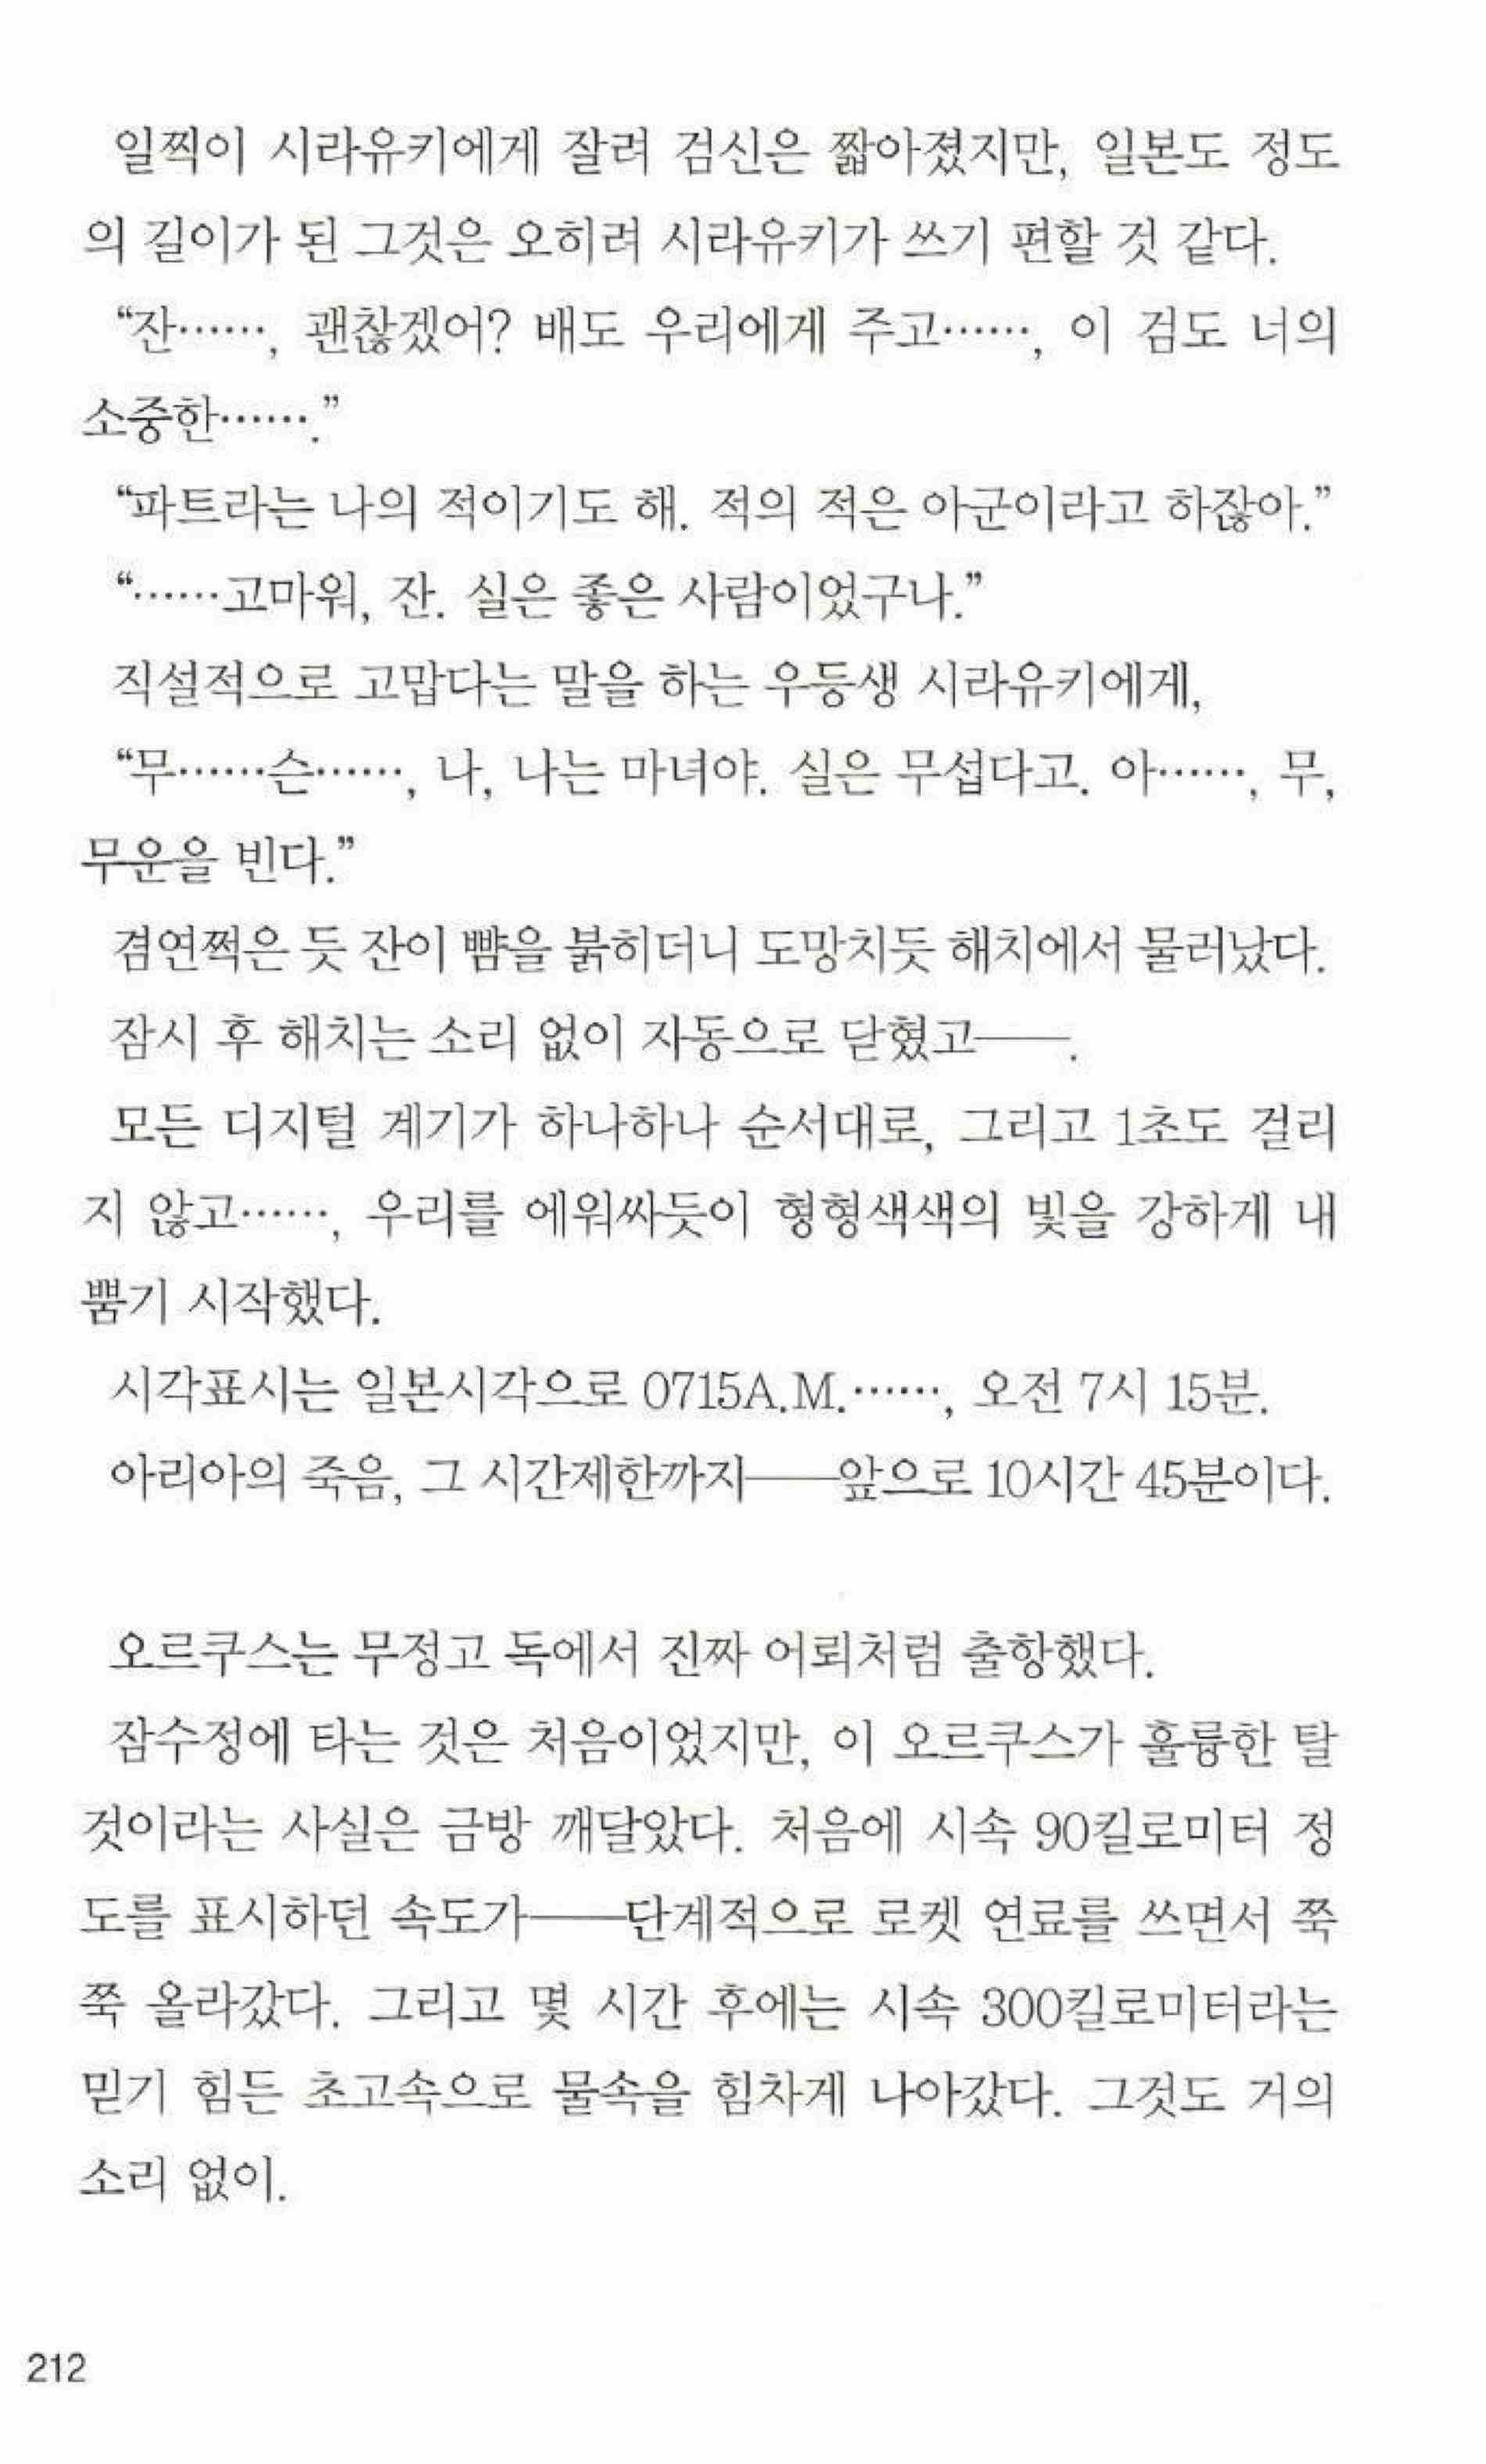 일찍이 시라유키에게 잘려 검신은 짧아졌지만, 일본도 정도
의 길이가 된 그것은 오히려 시라유키가 쓰기 편할 것 같다.
“잔……, 괜찮겠어? 배도 우리에게 주고……, 이 검도 너의
소중한…….”
“파트라는 나의 적이기도 해. 적의 적은 아군이라고 하잖아.”
“……고마워, 잔. 실은 좋은 사람이었구나.”
직설적으로 고맙다는 말을 하는 우등생 시라유키에게,
“무……슨……, 나, 나는 마녀야. 실은 무섭다고. 아……, 무,
무운을 빈다.”
겸연쩍은 듯 잔이 뺨을 붉히더니 도망치듯 해치에서 물러났다.
잠시 후 해치는 소리 없이 자동으로 닫혔고――.
모든 디지털 계기가 하나하나 순서대로, 그리고 1초도 걸리
지 않고……, 우리를 에워싸듯이 형형색색의 빛을 강하게 내
뿜기 시작했다.
시각표시는 일본시각으로 0715A.M.……, 오전 7시 15분.
아리아의 죽음, 그 시간제한까지――앞으로 10시간 45분이다.
오르쿠스는 무정고 독에서 진짜 어뢰처럼 출항했다.
잠수정에 타는 것은 처음이었지만, 이 오르쿠스가 훌륭한 탈
것이라는 사실은 금방 깨달았다. 처음에 시속 90킬로미터 정
도를 표시하던 속도가――단계적으로 로켓 연료를 쓰면서 쭉
쭉 올라갔다. 그리고 몇 시간 후에는 시속 300킬로미터라는
믿기 힘든 초고속으로 물속을 힘차게 나아갔다. 그것도 거의
소리 없이.
212